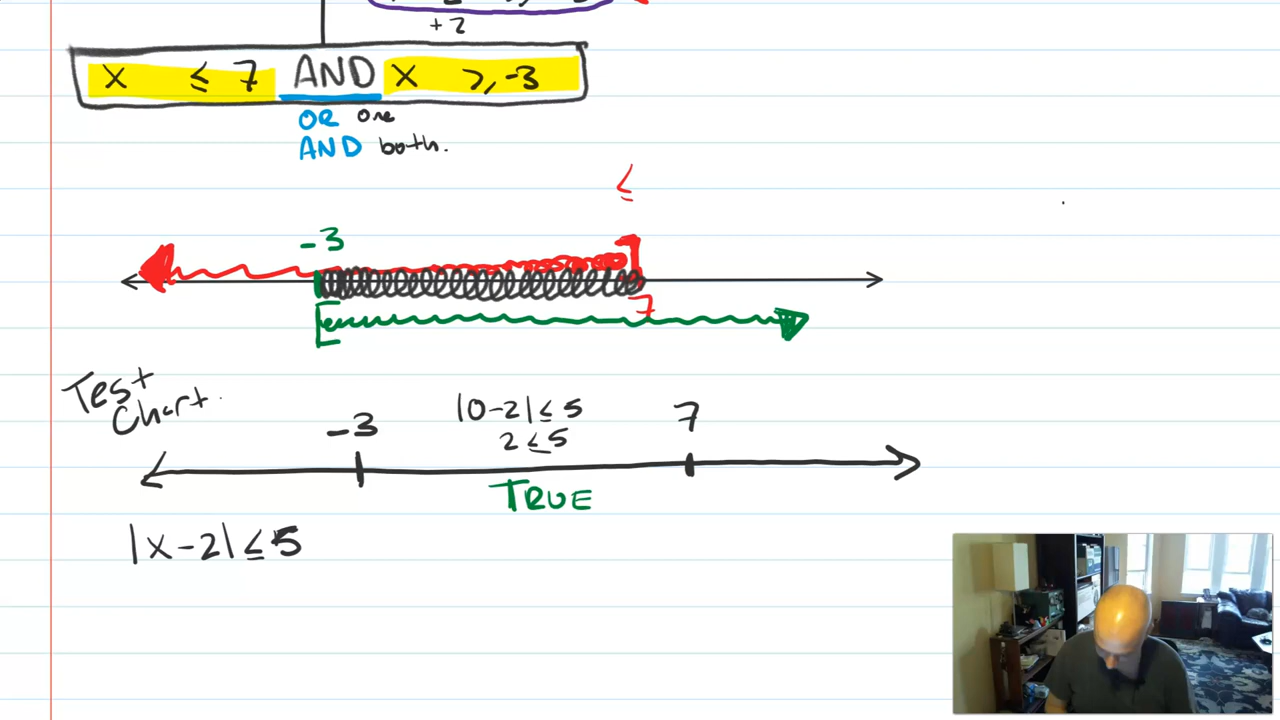 +2
x ≤ 7 AND x ≥ -3
OR one
AND both.
≤
-3
7
Test
Chart.
-3
|0-2| ≤ 5
7
2 ≤ 5
TRUE
|x-2| ≤ 5